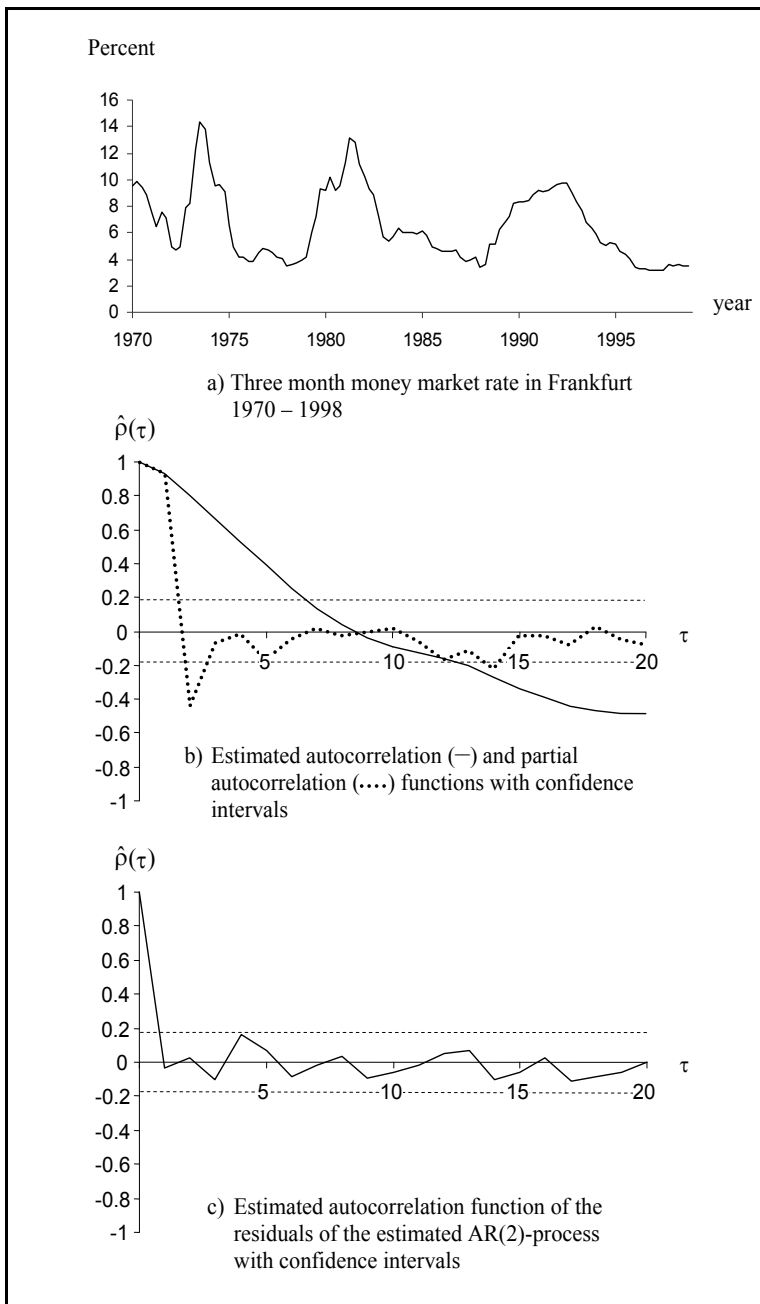 Percent
16
14
12
10
8
6
4
2
0
1970 1975 1980 1985 1990 1995
year
a) Three month money market rate in Frankfurt
1970 – 1998
ρ̂(τ)
1
0.8
0.6
0.4
0.2
0
-0.2
-0.4
-0.6
-0.8
-1
5 10 15 20
τ
b) Estimated autocorrelation (—) and partial
autocorrelation (....) functions with confidence
intervals
ρ̂(τ)
1
0.8
0.6
0.4
0.2
0
-0.2
-0.4
-0.6
-0.8
-1
5 10 15 20
τ
c) Estimated autocorrelation function of the
residuals of the estimated AR(2)-process
with confidence intervals